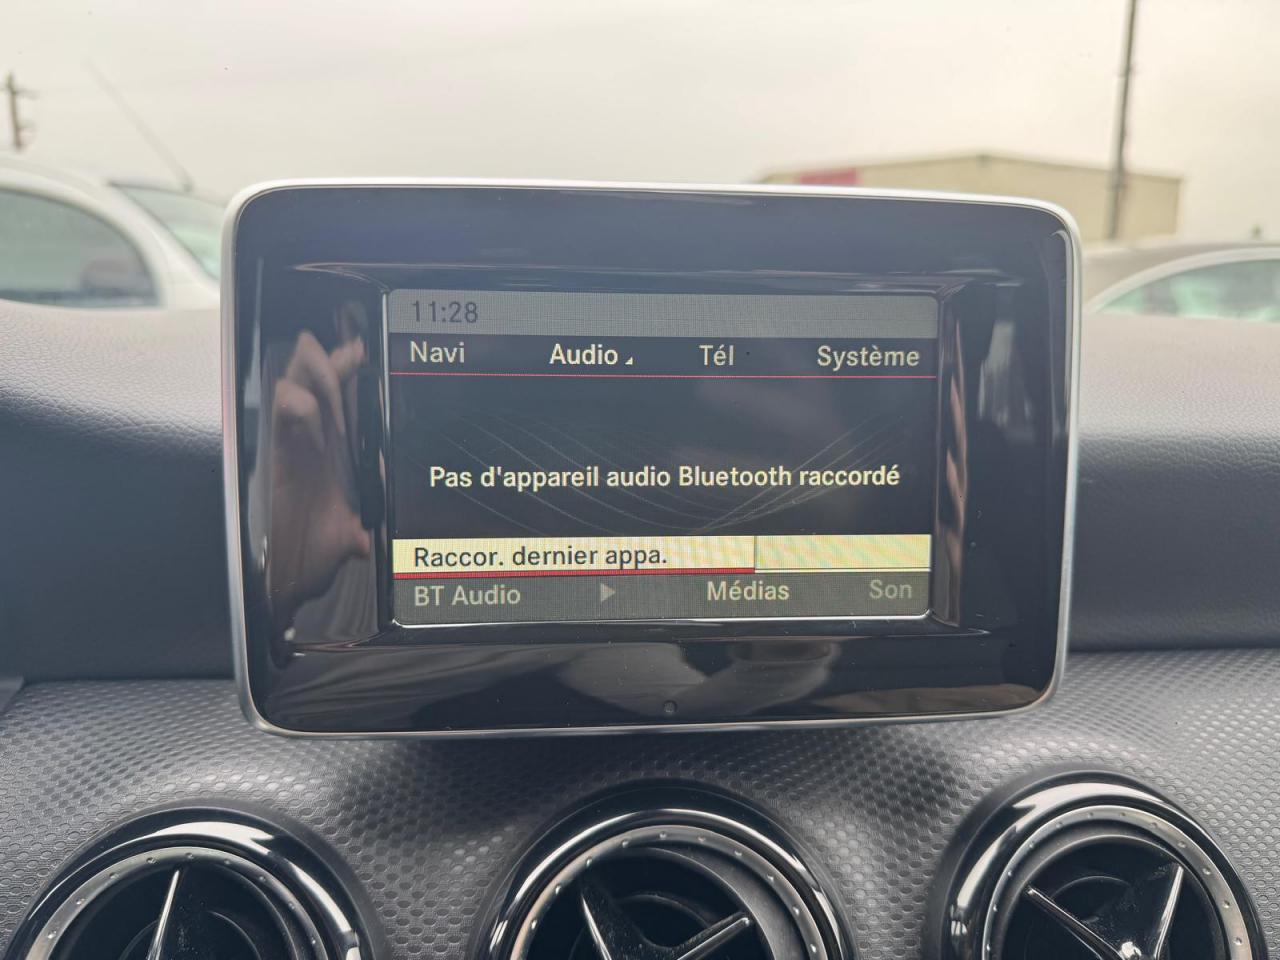 11:28
Navi Audio Tél Système
Pas d'appareil audio Bluetooth raccordé
Raccor. dernier appa.
BT Audio Médias Son